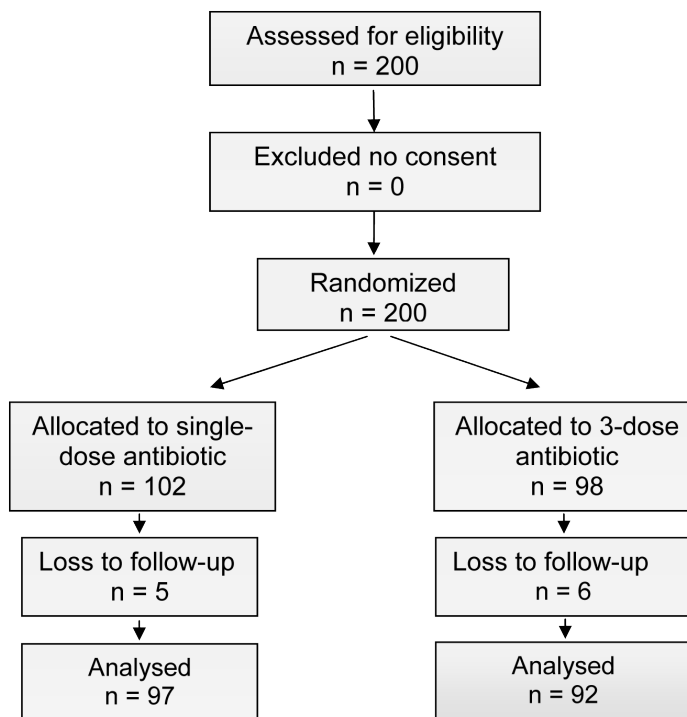 Assessed for eligibility
n = 200
Excluded no consent
n = 0
Randomized
n = 200
Allocated to single-
dose antibiotic
n = 102
Allocated to 3-dose
antibiotic
n = 98
Loss to follow-up
n = 5
Loss to follow-up
n = 6
Analysed
n = 97
Analysed
n = 92